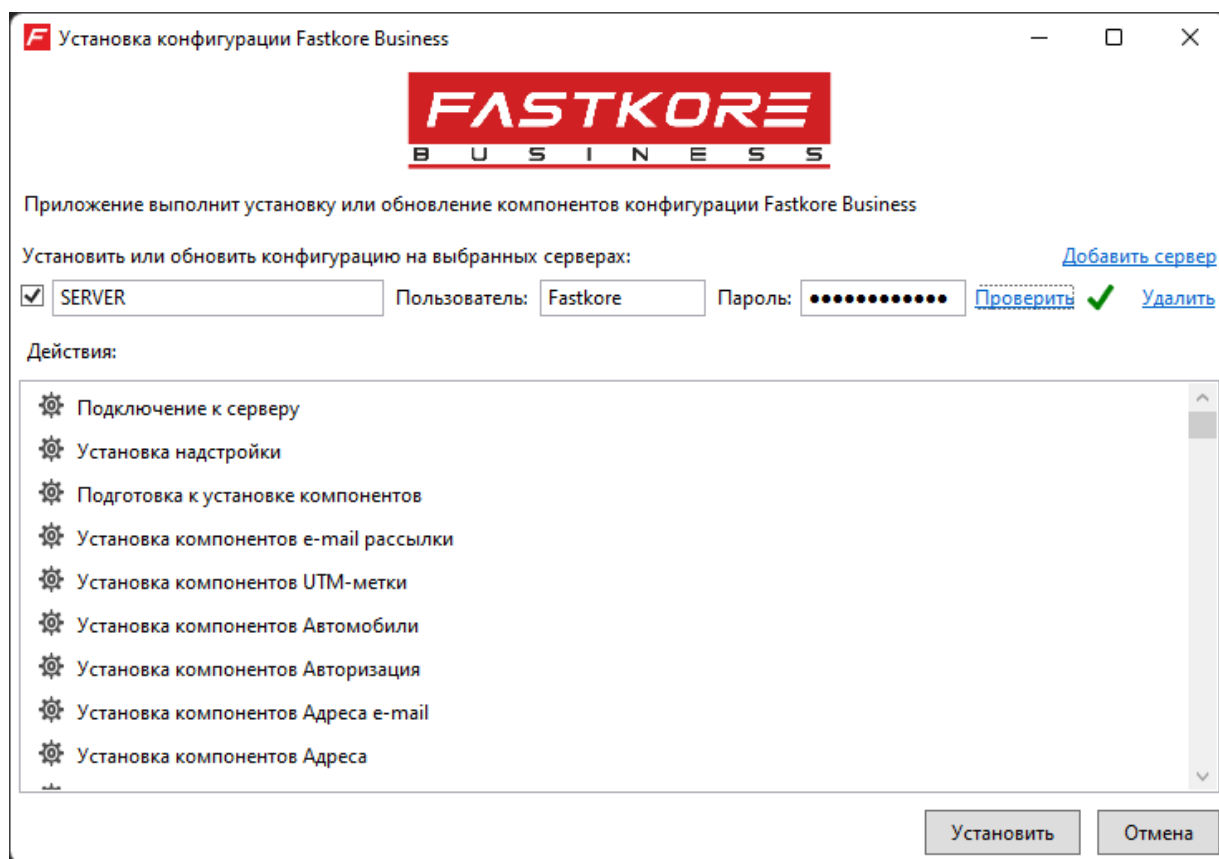 Установка конфигурации Fastkore Business
FASTKORE
BUSINESS
Приложение выполнит установку или обновление компонентов конфигурации Fastkore Business
Установить или обновить конфигурацию на выбранных серверах: Добавить сервер
SERVER Пользователь: Fastkore Пароль: ●●●●●●●●●●●● Проверить Удалить
Действия:
Подключение к серверу
Установка надстройки
Подготовка к установке компонентов
Установка компонентов e-mail рассылки
Установка компонентов UTM-метки
Установка компонентов Автомобили
Установка компонентов Авторизация
Установка компонентов Адреса e-mail
Установка компонентов Адреса
Установить Отмена